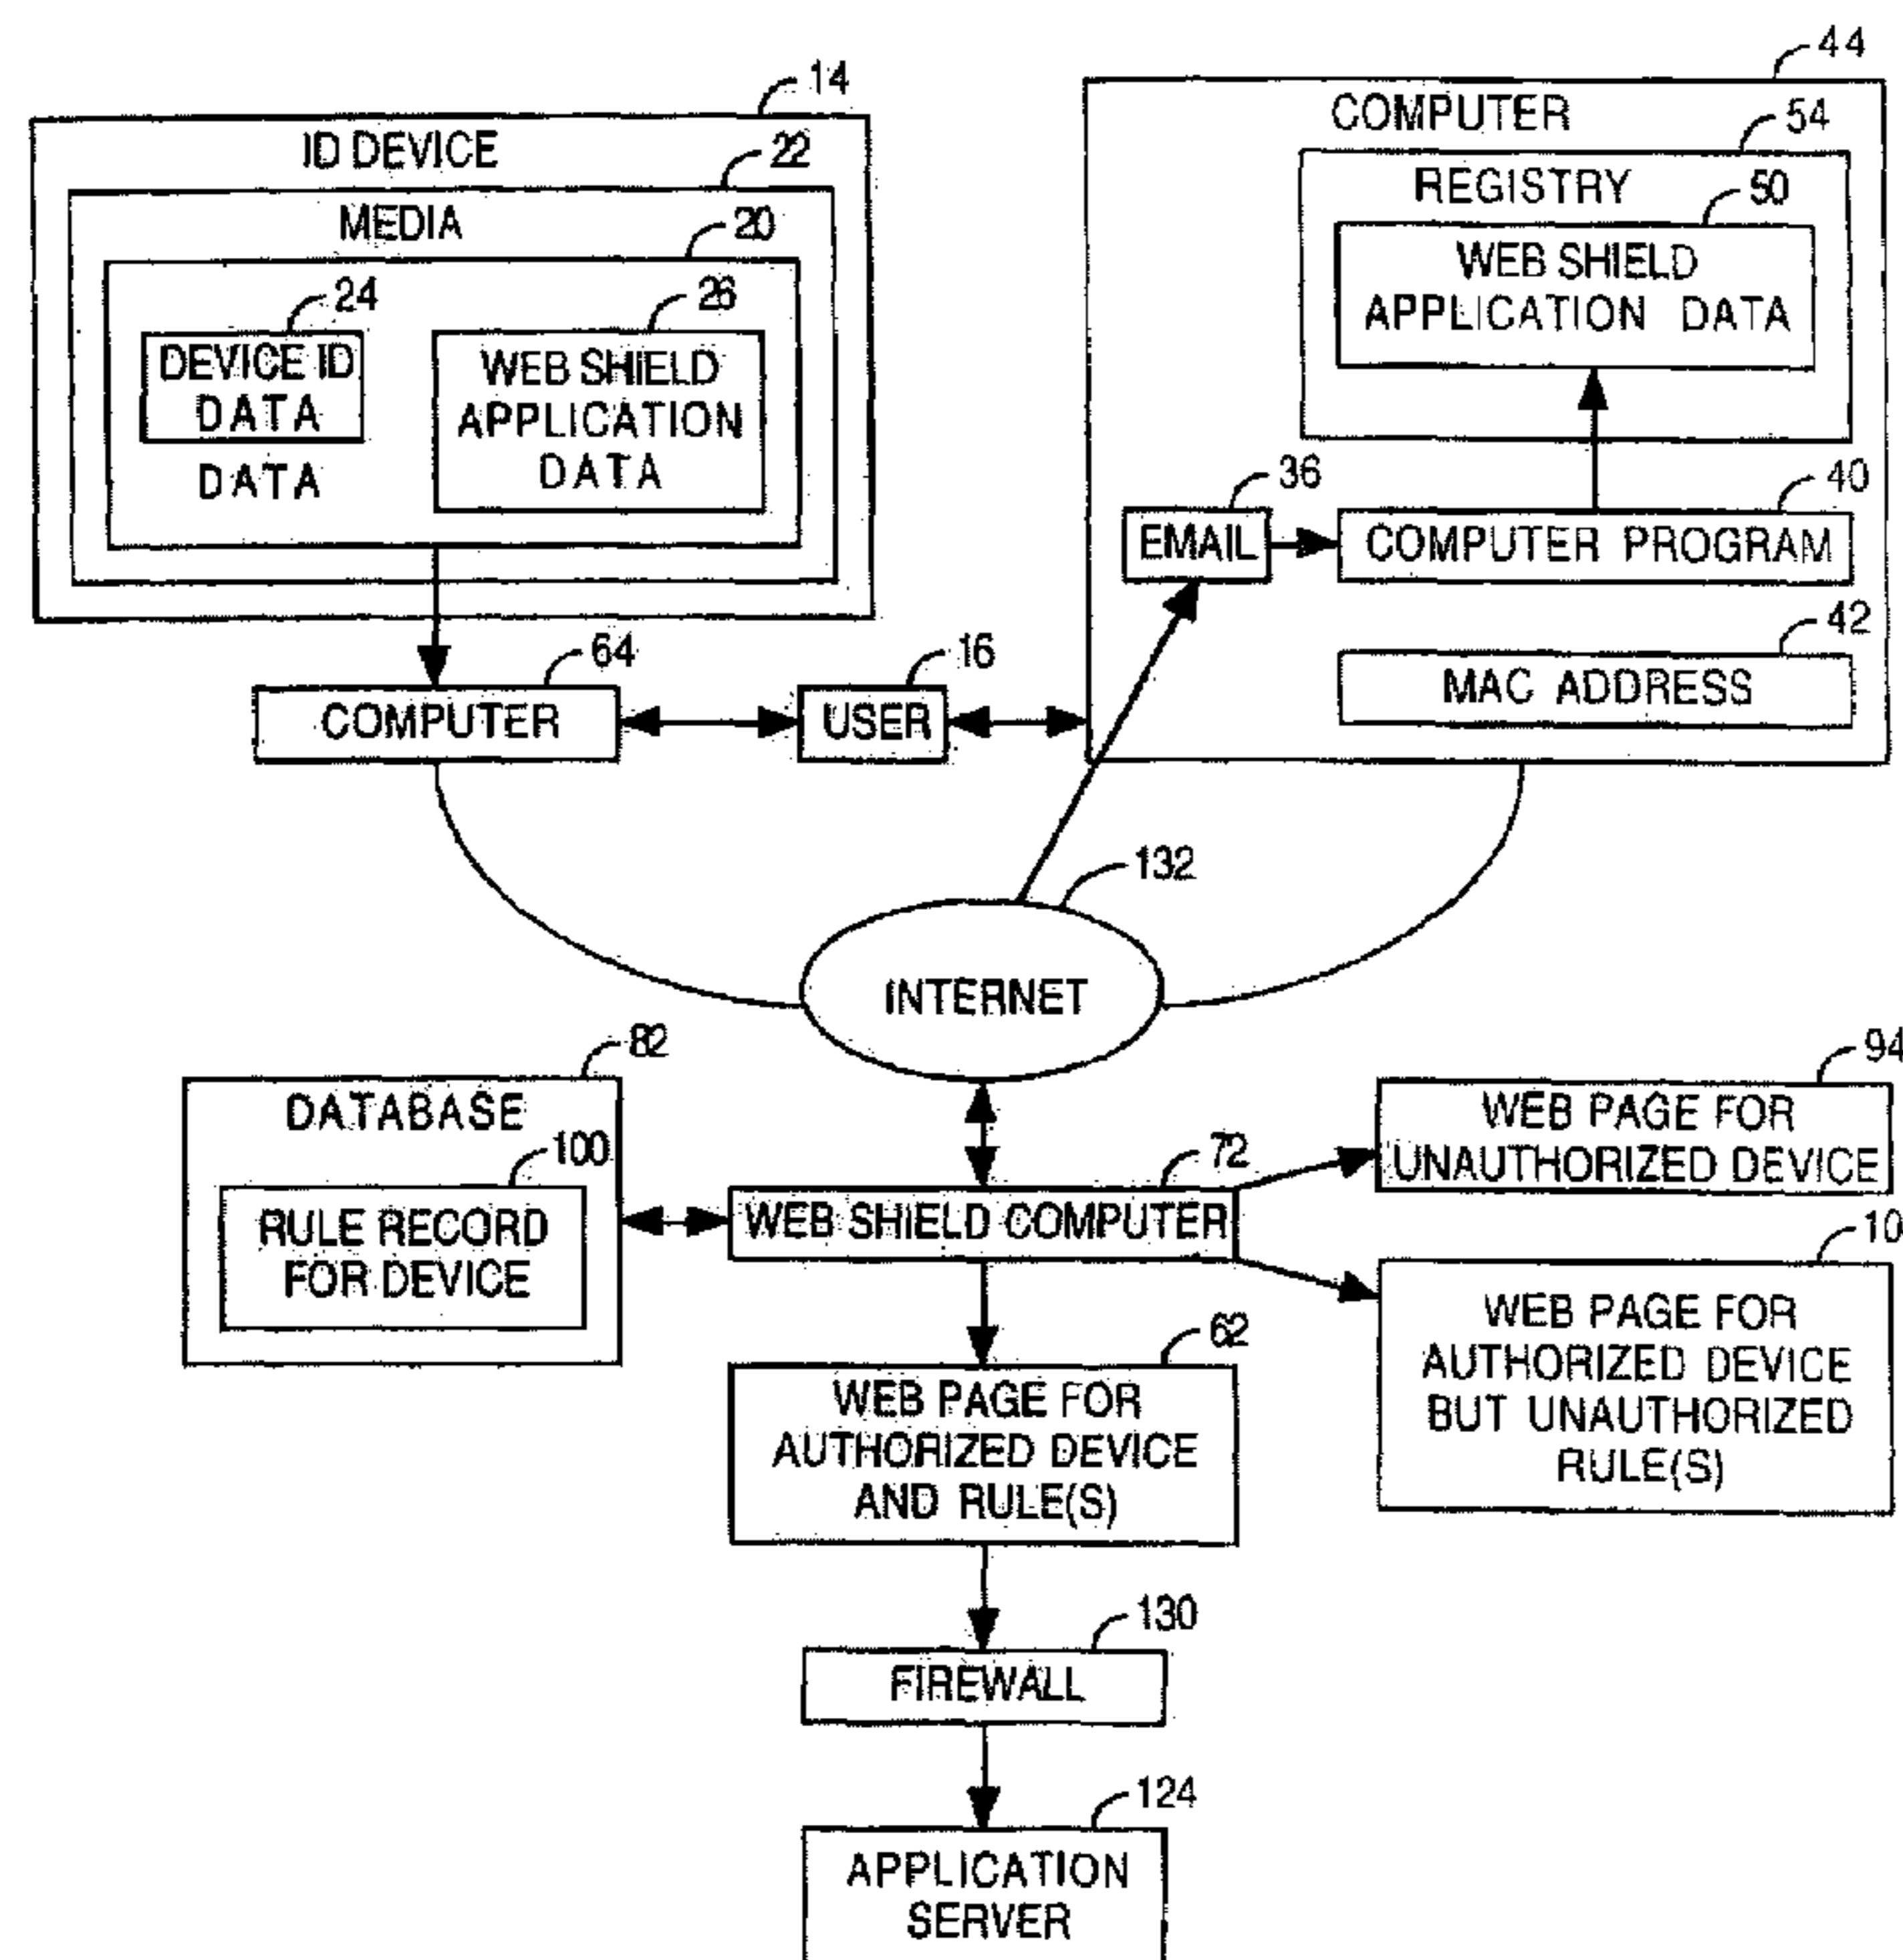 14
ID DEVICE
22
MEDIA
20
24
DEVICE ID
DATA
DATA
26
WEB SHIELD
APPLICATION
DATA
44
COMPUTER
54
REGISTRY
50
WEB SHIELD
APPLICATION DATA
36
EMAIL
40
COMPUTER PROGRAM
42
MAC ADDRESS
64
COMPUTER
16
USER
132
INTERNET
82
DATABASE
100
RULE RECORD
FOR DEVICE
72
WEB SHIELD COMPUTER
94
WEB PAGE FOR
UNAUTHORIZED DEVICE
10
WEB PAGE FOR
AUTHORIZED DEVICE
BUT UNAUTHORIZED
RULE(S)
62
WEB PAGE FOR
AUTHORIZED DEVICE
AND RULE(S)
130
FIREWALL
124
APPLICATION
SERVER